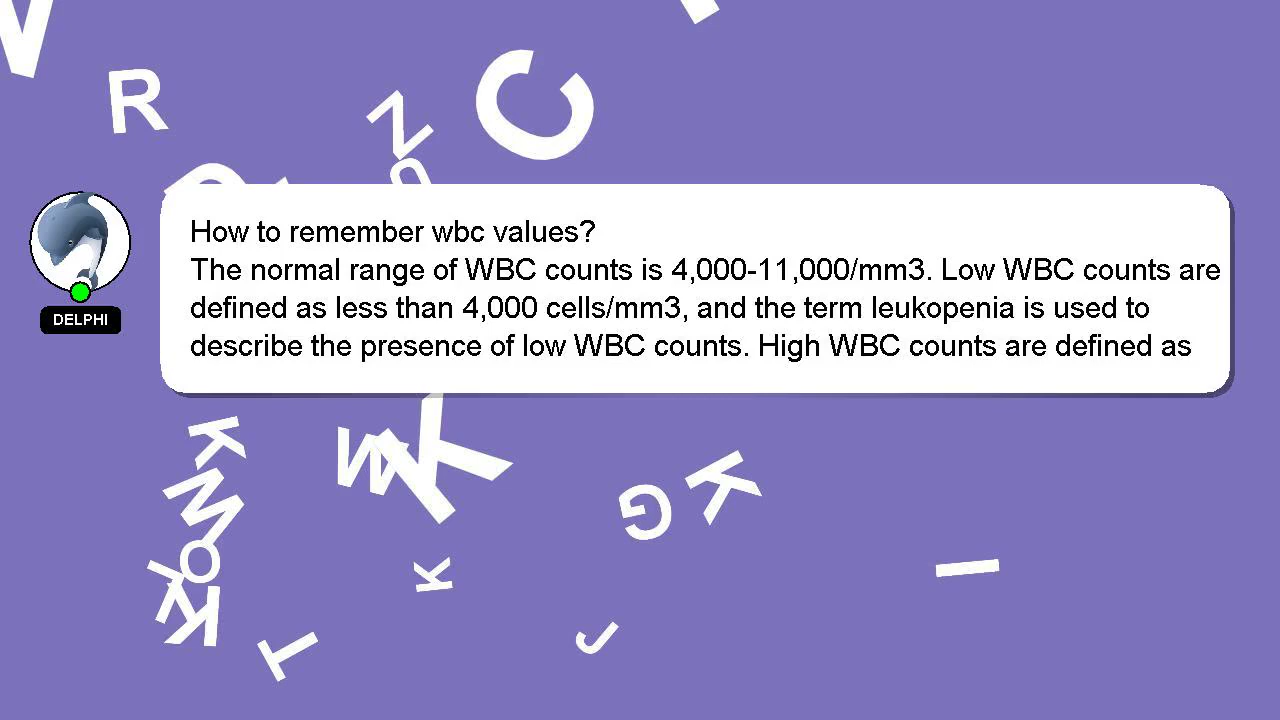 How to remember wbc values?
The normal range of WBC counts is 4,000-11,000/mm3. Low WBC counts are
defined as less than 4,000 cells/mm3, and the term leukopenia is used to
describe the presence of low WBC counts. High WBC counts are defined as
DELPHI
R
N
C
K
W
K
M
G
K
O
K
K
T
J
I